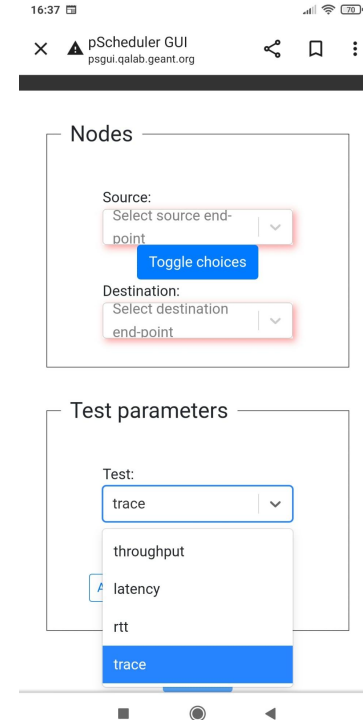 16:37
70
pScheduler GUI
psgui.qalab.geant.org
Nodes
Source:
Select source end-
point
Toggle choices
Destination:
Select destination
end-point
Test parameters
Test:
trace
throughput
A
latency
rtt
trace